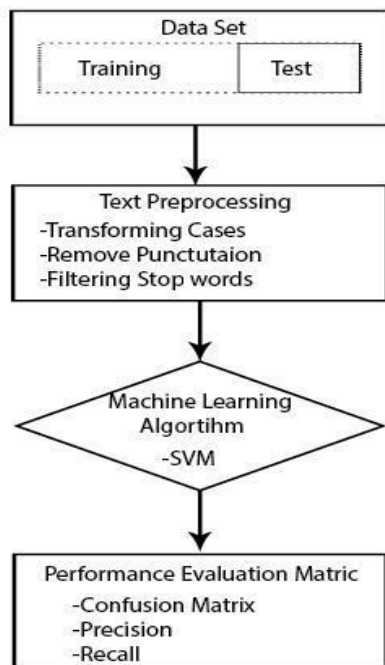 Data Set
Training Test
Text Preprocessing
-Transforming Cases
-Remove Punctutaion
-Filtering Stop words
Machine Learning
Algortihm
-SVM
Performance Evaluation Matric
-Confusion Matrix
-Precision
-Recall